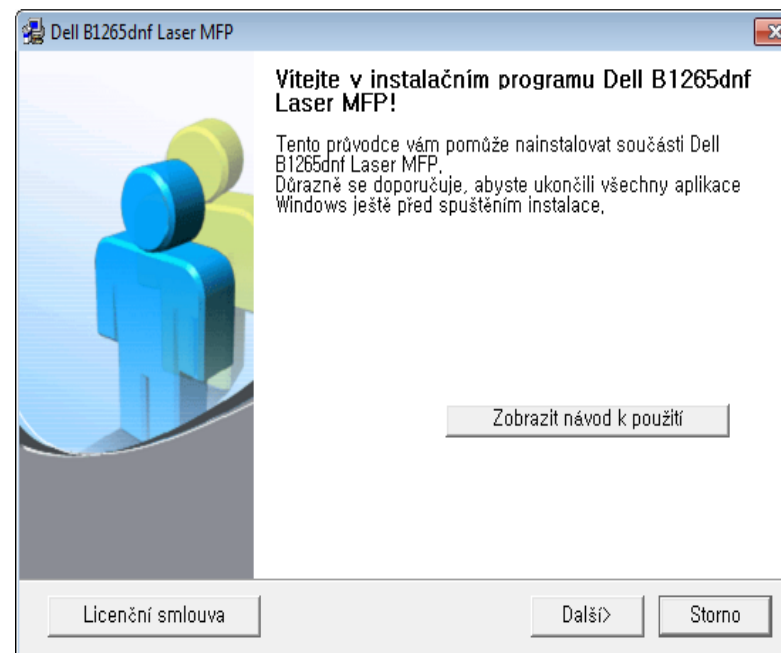 Dell B1265dnf Laser MFP
Vítejte v instalačním programu Dell B1265dnf
Laser MFP!
Tento průvodce vám pomůže nainstalovat součásti Dell
B1265dnf Laser MFP.
Důrazně se doporučuje, abyste ukončili všechny aplikace
Windows ještě před spuštěním instalace.
Zobrazit návod k použití
Licenční smlouva
Další>
Storno